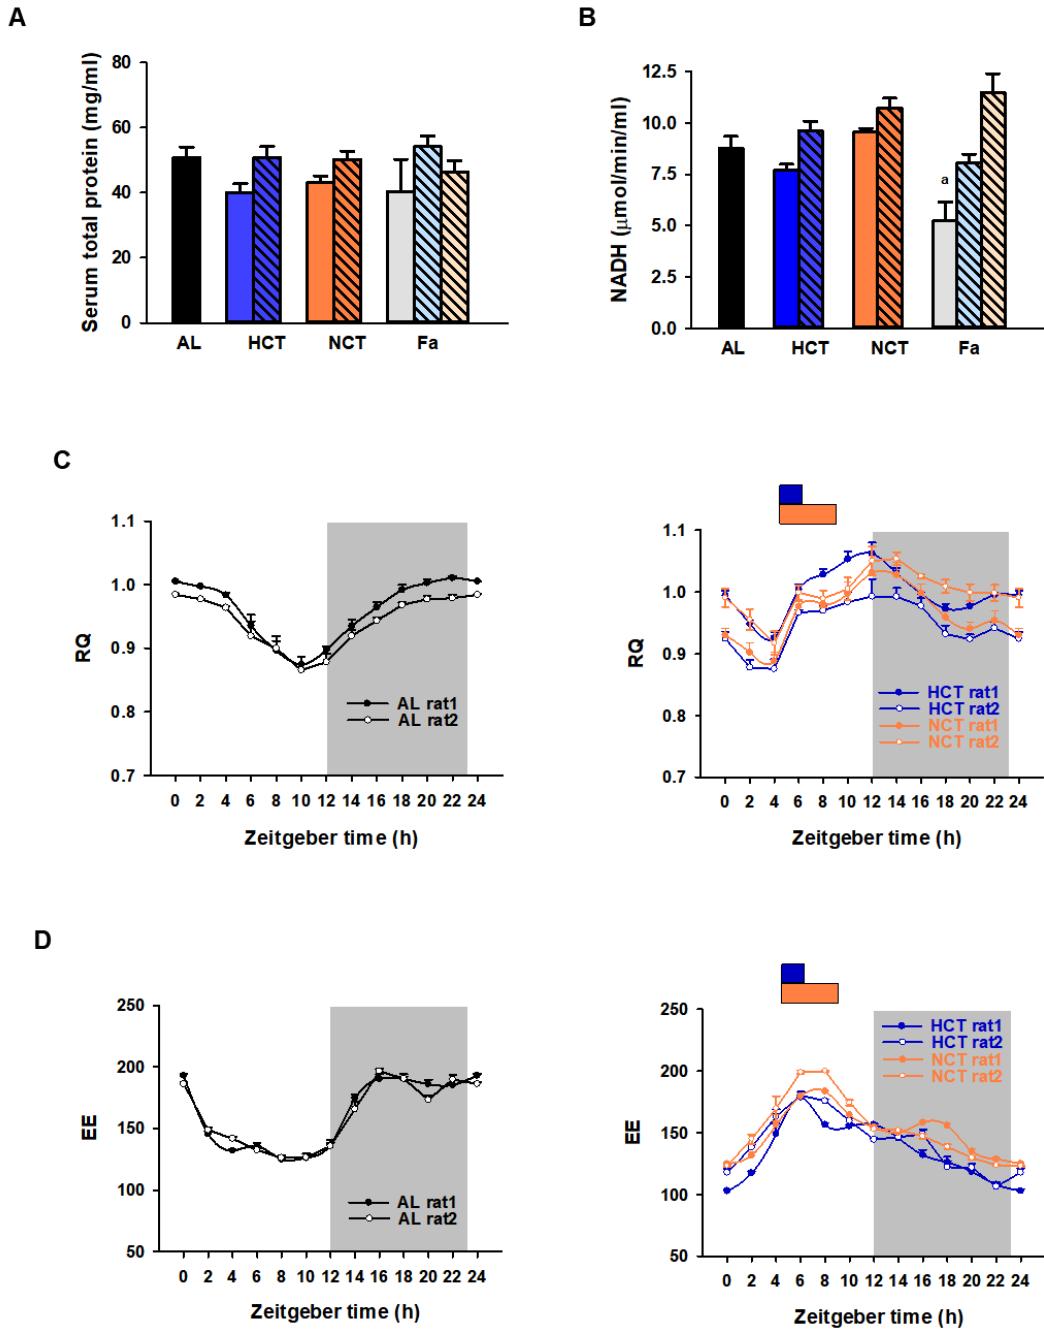 A
B
Serum total protein (mg/ml)
80
60
40
20
0
AL
HCT
NCT
Fa
NADH (µmol/min/ml)
12.5
10.0
7.5
5.0
2.5
0.0
a
AL
HCT
NCT
Fa
C
RQ
1.1
1.0
0.9
0.8
0.7
AL rat1
AL rat2
0 2 4 6 8 10 12 14 16 18 20 22 24
Zeitgeber time (h)
RQ
1.1
1.0
0.9
0.8
0.7
HCT rat1
HCT rat2
NCT rat1
NCT rat2
0 2 4 6 8 10 12 14 16 18 20 22 24
Zeitgeber time (h)
D
EE
250
200
150
100
50
AL rat1
AL rat2
0 2 4 6 8 10 12 14 16 18 20 22 24
Zeitgeber time (h)
EE
250
200
150
100
50
HCT rat1
HCT rat2
NCT rat1
NCT rat2
0 2 4 6 8 10 12 14 16 18 20 22 24
Zeitgeber time (h)